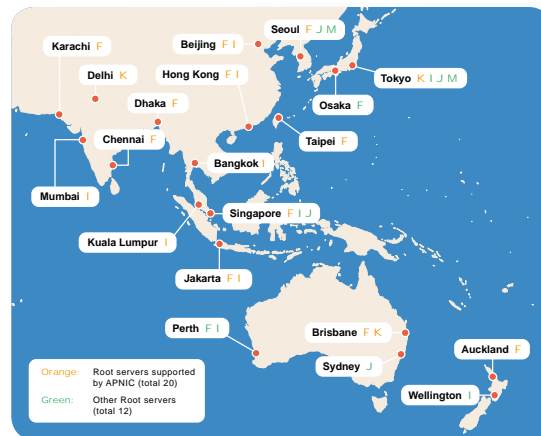 Seoul F J M
Beijing F I
Karachi F
Delhi K
Hong Kong F I
Tokyo K I J M
Dhaka F
Osaka F
Chennai F
Taipei F
Bangkok I
Mumbai I
Singapore F I J
Kuala Lumpur I
Jakarta F I
Perth F I
Brisbane F K
Auckland F
Sydney J
Wellington I
Orange: Root servers supported
by APNIC (total 20)
Green: Other Root servers
(total 12)